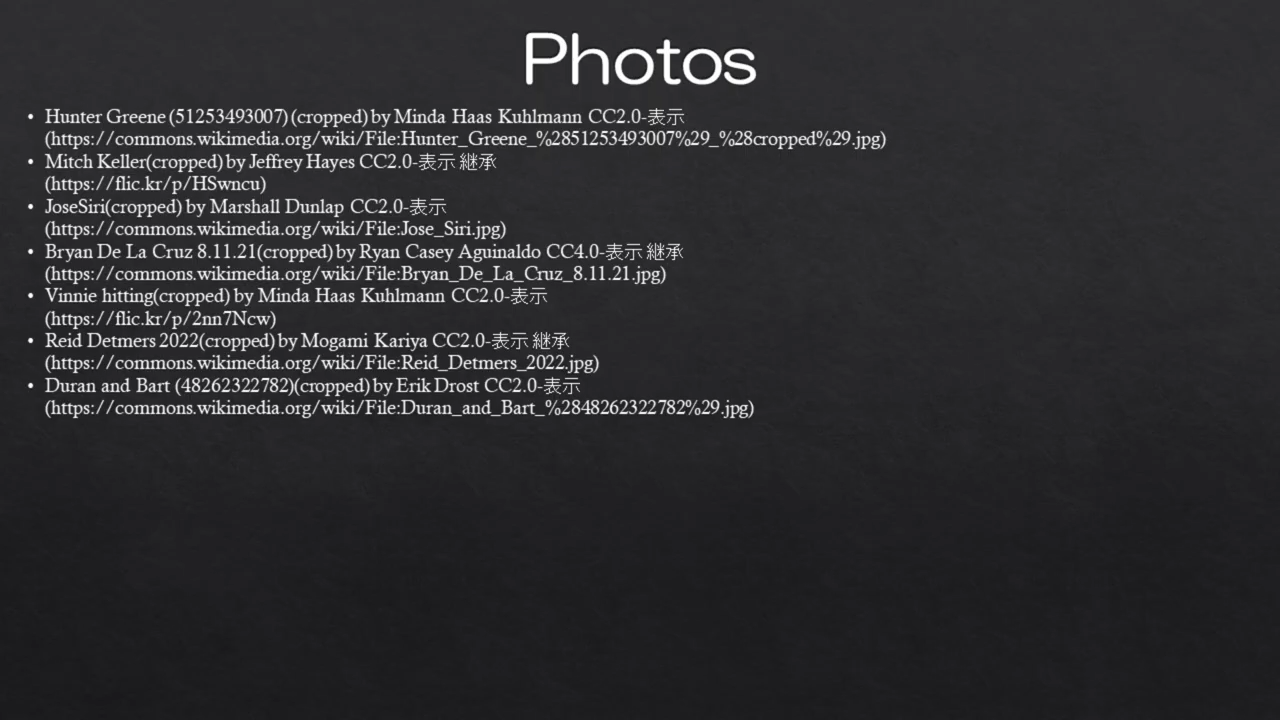 Photos
• Hunter Greene (51253493007) (cropped) by Minda Haas Kuhlmann CC2.0-表示
(https://commons.wikimedia.org/wiki/File:Hunter_Greene_%2851253493007%29_%28cropped%29.jpg)
• Mitch Keller(cropped) by Jeffrey Hayes CC2.0-表示 継承
(https://flic.kr/p/HSwncu)
• JoseSiri(cropped) by Marshall Dunlap CC2.0-表示
(https://commons.wikimedia.org/wiki/File:Jose_Siri.jpg)
• Bryan De La Cruz 8.11.21(cropped) by Ryan Casey Aguinaldo CC4.0-表示 継承
(https://commons.wikimedia.org/wiki/File:Bryan_De_La_Cruz_8.11.21.jpg)
• Vinnie hitting(cropped) by Minda Haas Kuhlmann CC2.0-表示
(https://flic.kr/p/2nn7Ncw)
• Reid Detmers 2022(cropped) by Mogami Kariya CC2.0-表示 継承
(https://commons.wikimedia.org/wiki/File:Reid_Detmers_2022.jpg)
• Duran and Bart (48262322782)(cropped) by Erik Drost CC2.0-表示
(https://commons.wikimedia.org/wiki/File:Duran_and_Bart_%2848262322782%29.jpg)